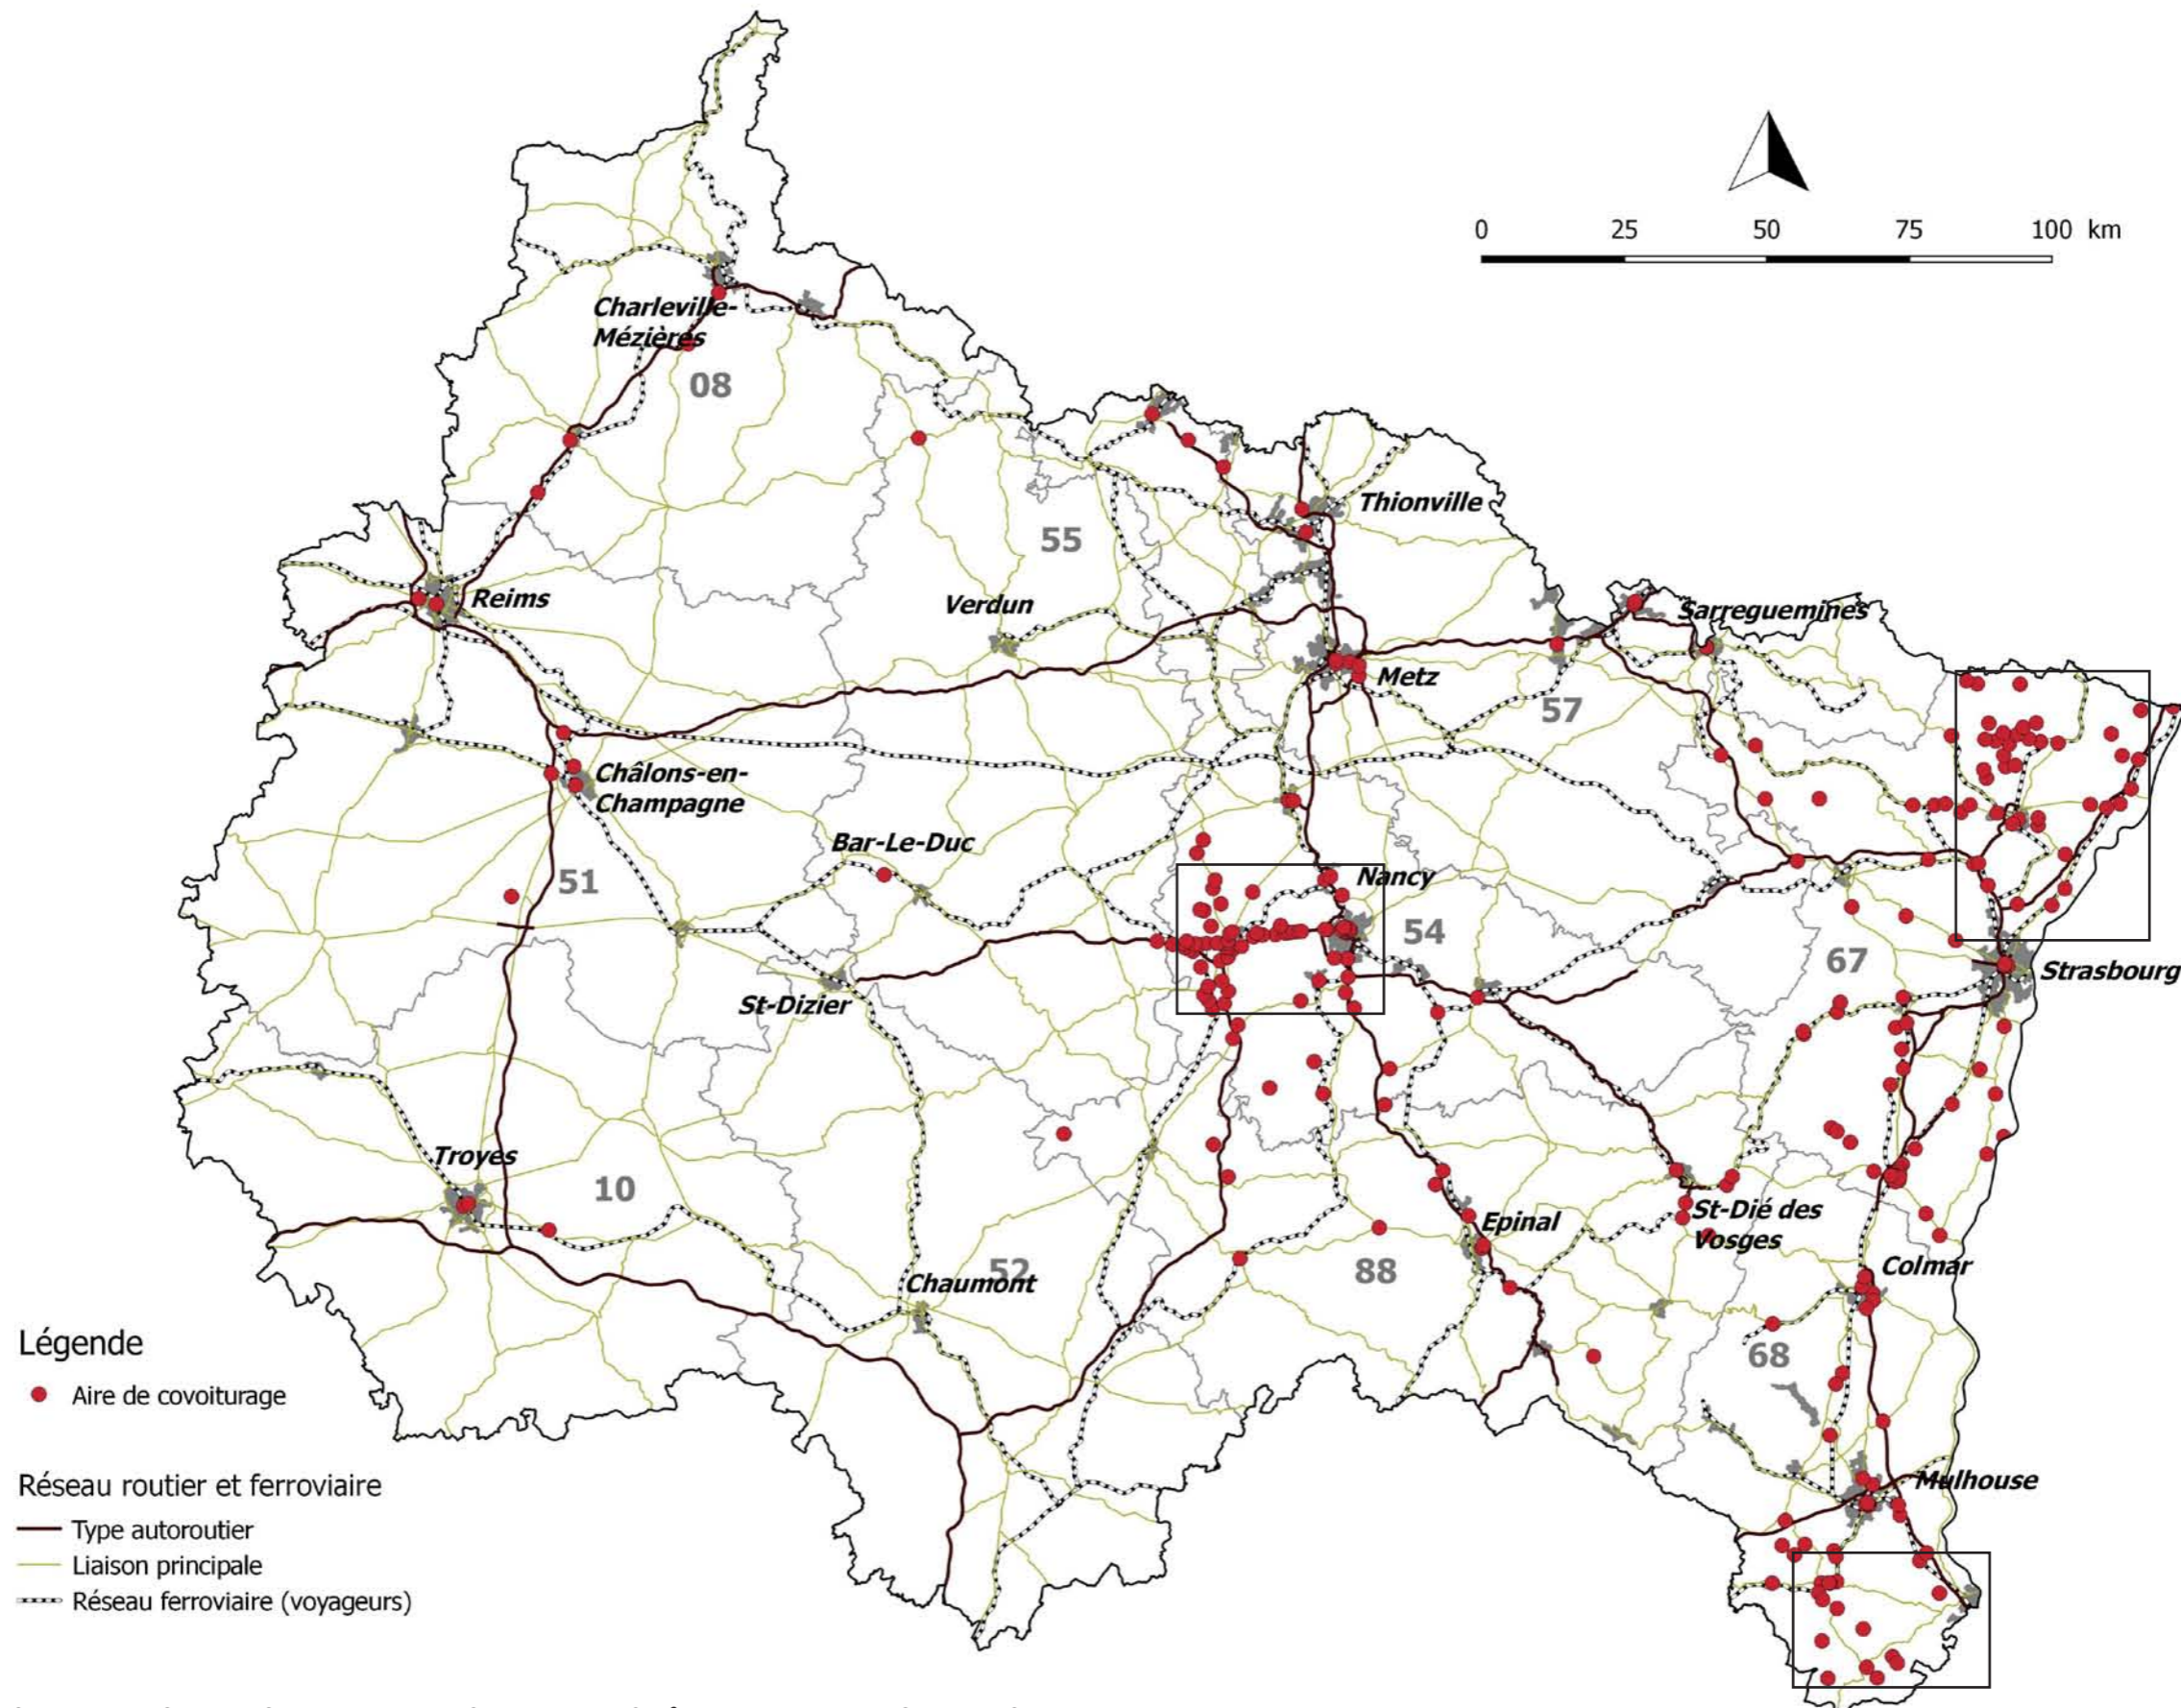 0 25 50 75 100 km
Charleville-
Mézières
08
Thionville
55
Reims
Verdun
Sarreguemines
Metz
57
Châlons-en-
Champagne
Bar-Le-Duc
51
Nancy
54
67
Strasbourg
St-Dizier
Troyes
10
St-Dié des
Vosges
Epinal
52
88
Chaumont
Colmar
68
Mulhouse
Légende
Aire de covoiturage
Réseau routier et ferroviaire
Type autoroutier
Liaison principale
Réseau ferroviaire (voyageurs)